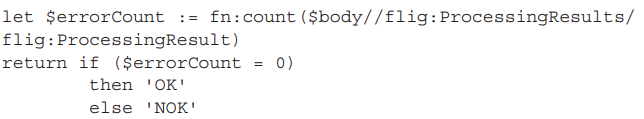 let $errorCount := fn:count($body//flig:ProcessingResults/
flig:ProcessingResult)
return if ($errorCount = 0)
        then 'OK'
        else 'NOK'